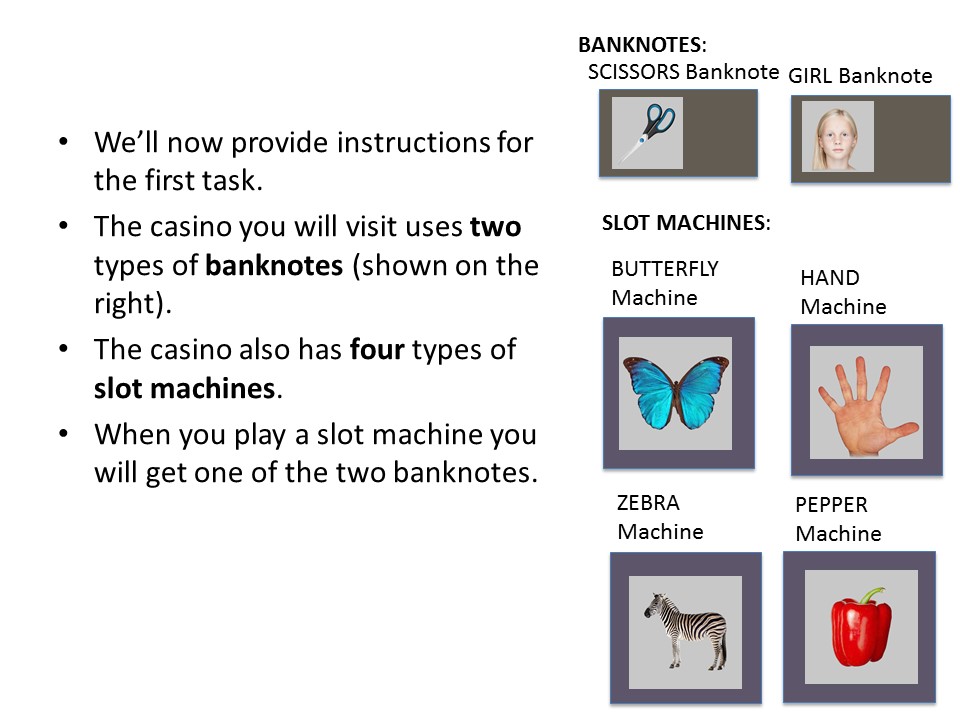 • We’ll now provide instructions for
the first task.
• The casino you will visit uses two
types of banknotes (shown on the
right).
• The casino also has four types of
slot machines.
• When you play a slot machine you
will get one of the two banknotes.
BANKNOTES:
SCISSORS Banknote
GIRL Banknote
SLOT MACHINES:
BUTTERFLY
Machine
HAND
Machine
ZEBRA
Machine
PEPPER
Machine